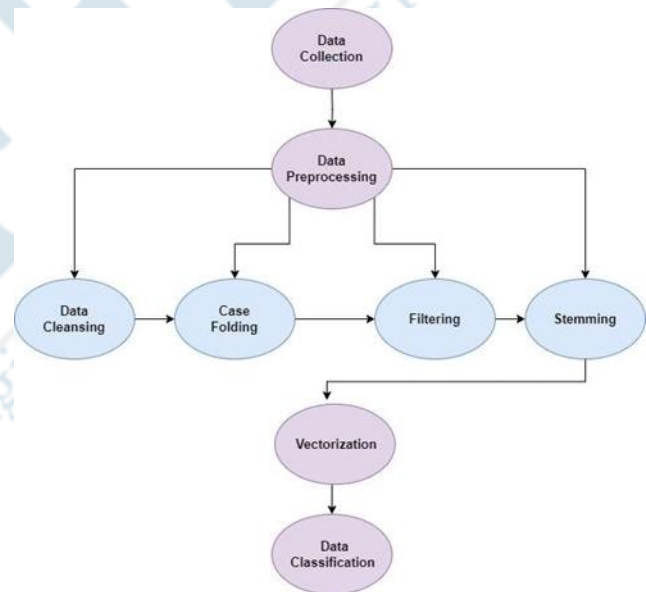 Data
Collection
Data
Preprocessing
Data
Cleansing
Case
Folding
Filtering
Stemming
Vectorization
Data
Classification